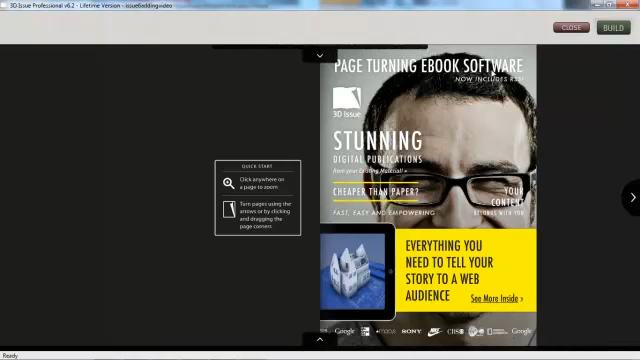 3D-Issue Professional v6.2 - Lifetime Version - issue6addingvideo
CLOSE
BUILD
PAGE TURNING EBOOK SOFTWARE
NOW INCLUDES RSS!
3D Issue
STUNNING
DIGITAL PUBLICATIONS
from your Existing Material! »
CHEAPER THAN PAPER?
FAST, EASY AND EMPOWERING
YOUR
CONTENT
BELONGS WITH YOU
QUICK START
Click anywhere on
a page to zoom
Turn pages using the
arrows or by clicking
and dragging the
page corners
EVERYTHING YOU
NEED TO TELL YOUR
STORY TO A WEB
AUDIENCE
See More Inside »
Google
macys
SONY
CBS
Google
Ready